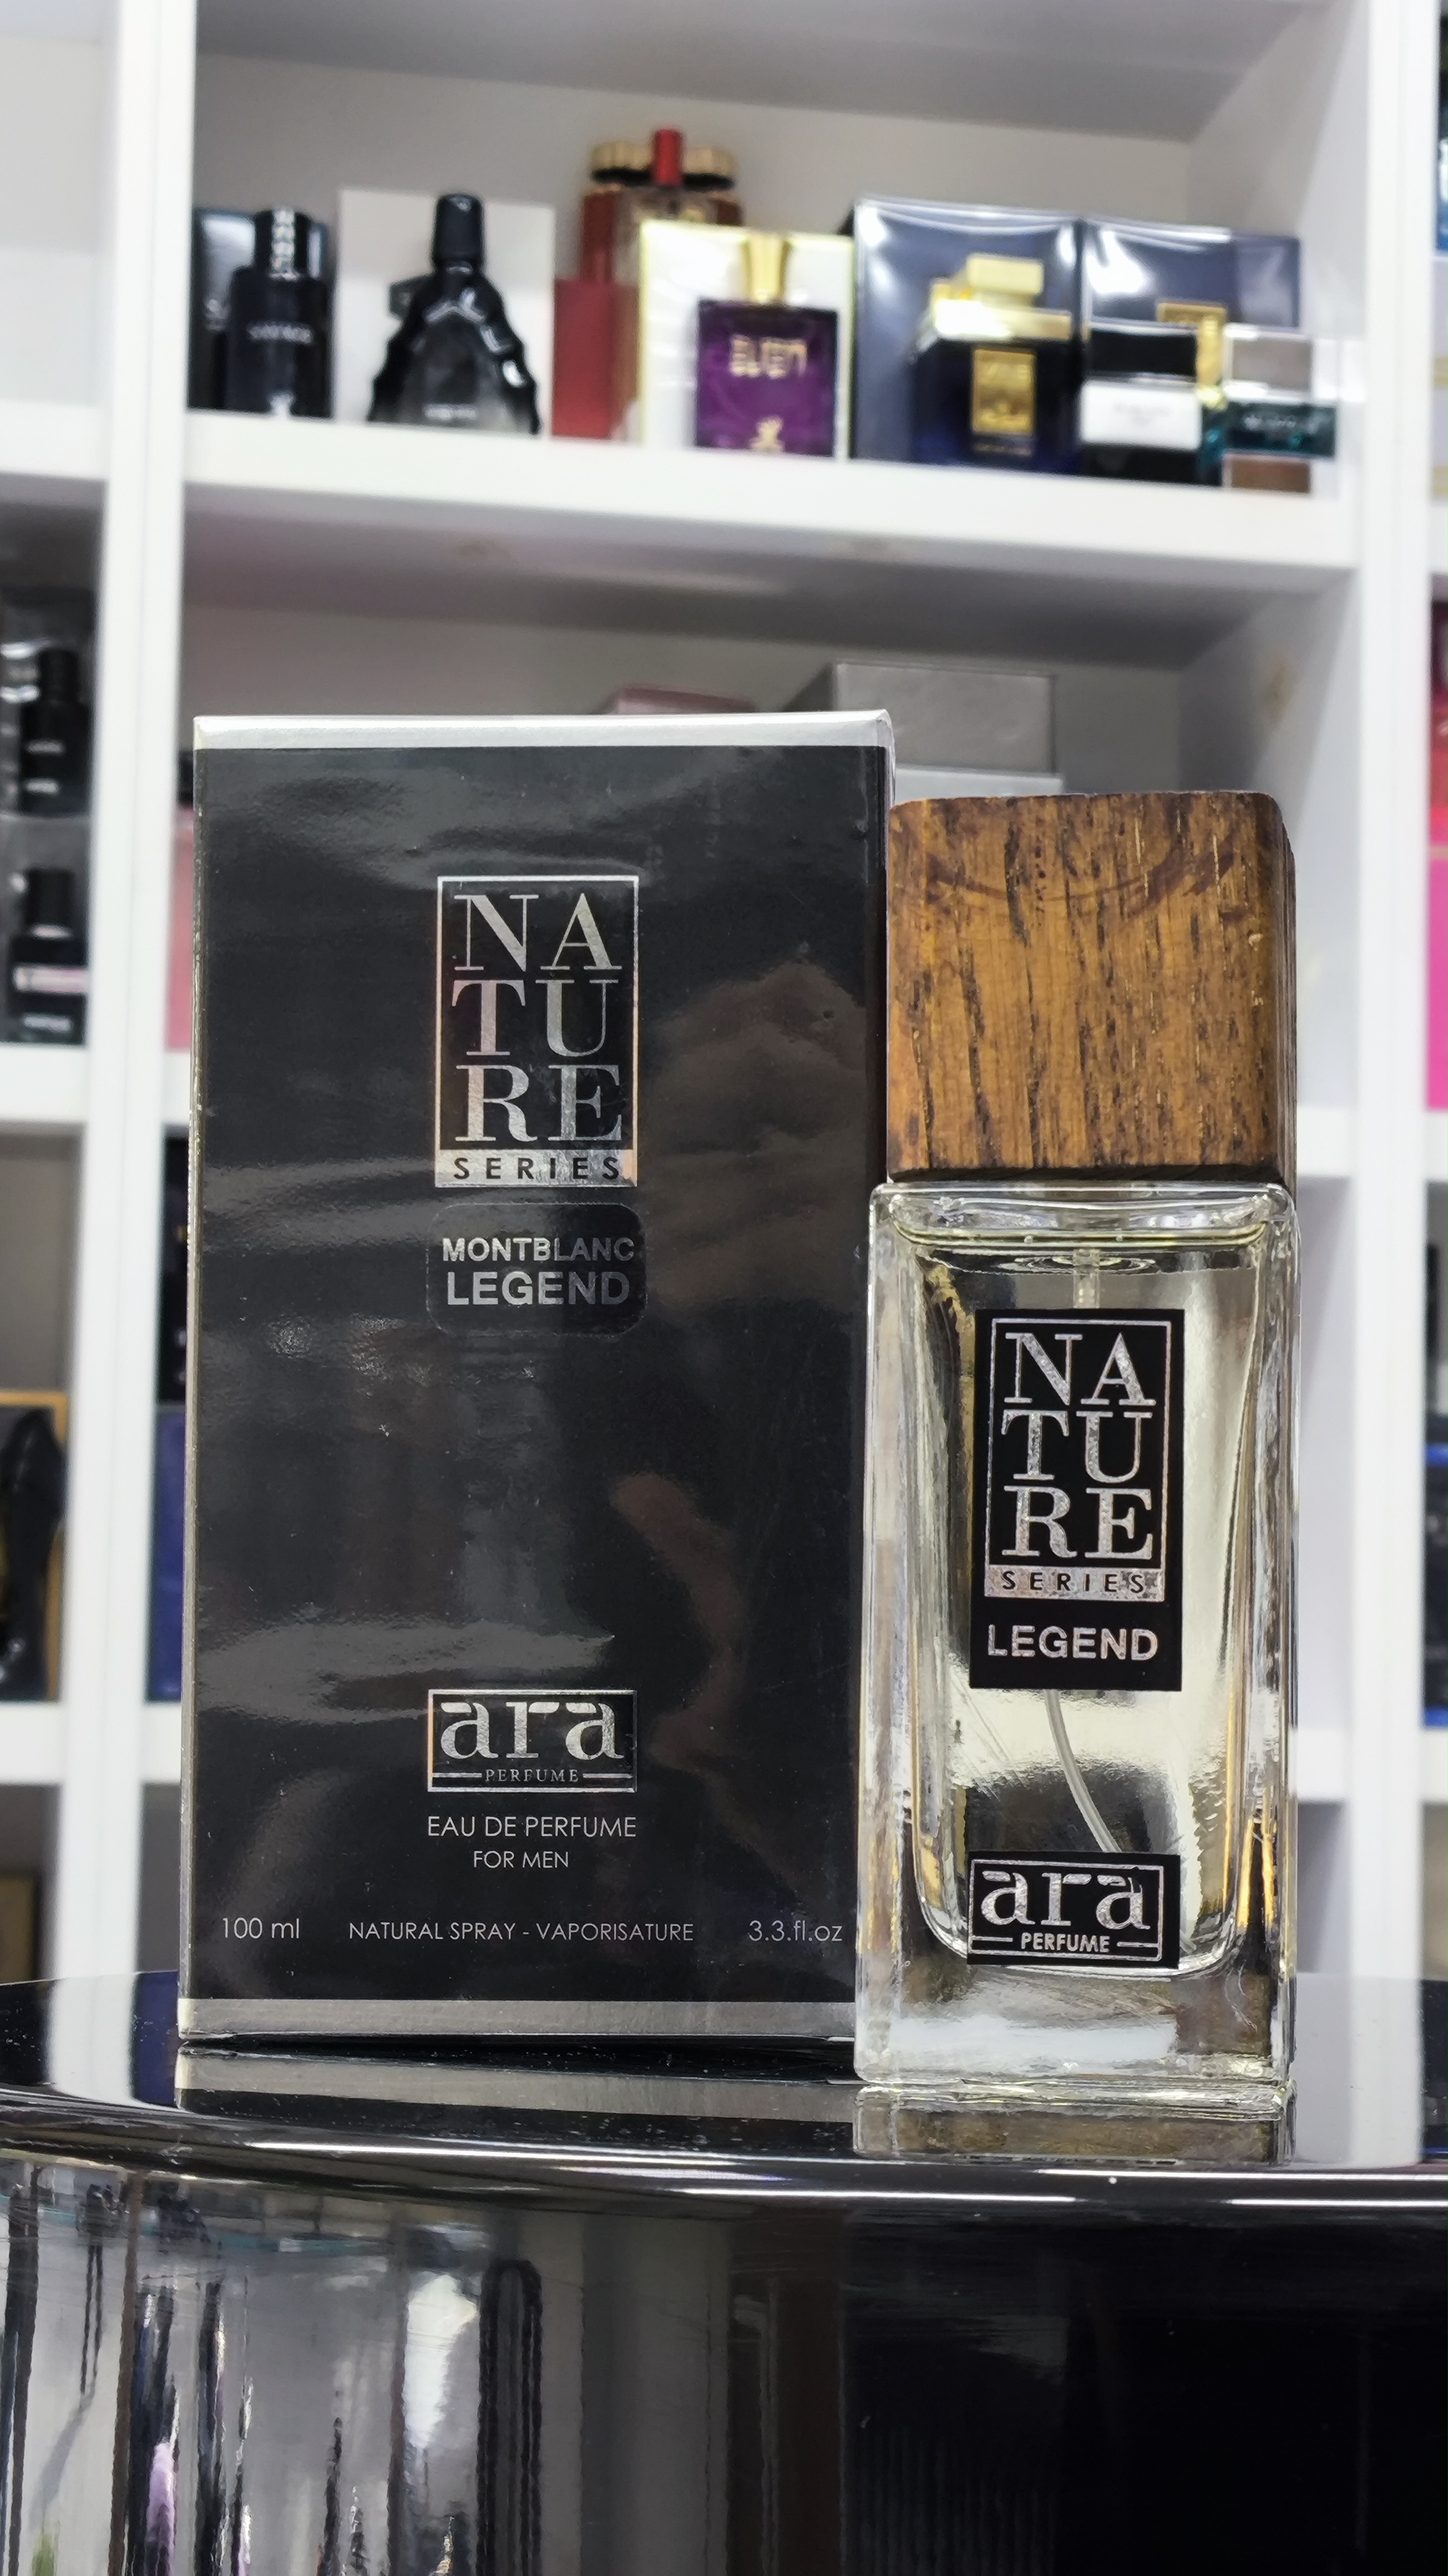 NA
TU
RE
SERIES
MONTBLANC
LEGEND
ara
PERFUME
EAU DE PERFUME
FOR MEN
100 ml NATURAL SPRAY - VAPORISATURE 3.3.fl.oz
NA
TU
RE
SERIES
LEGEND
ara
PERFUME